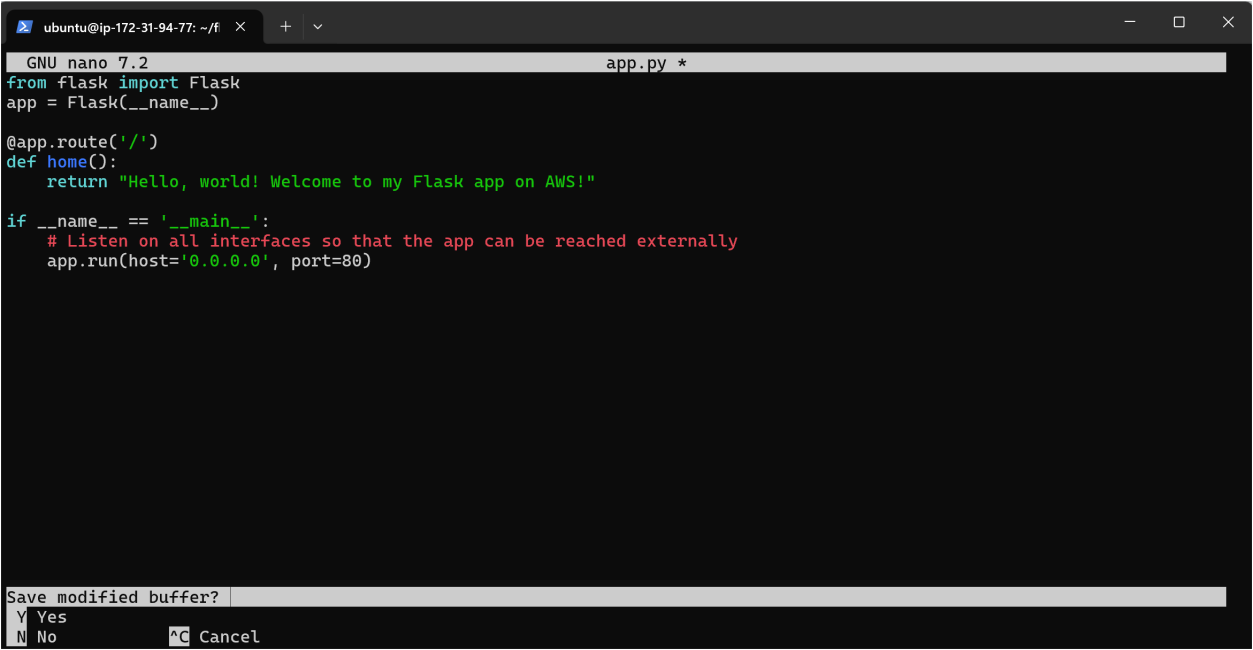 ubuntu@ip-172-31-94-77: ~/fl
GNU nano 7.2 app.py *
from flask import Flask
app = Flask(__name__)
@app.route('/')
def home():
    return "Hello, world! Welcome to my Flask app on AWS!"
if __name__ == '__main__':
    # Listen on all interfaces so that the app can be reached externally
    app.run(host='0.0.0.0', port=80)
Save modified buffer?
Y Yes
N No ^C Cancel